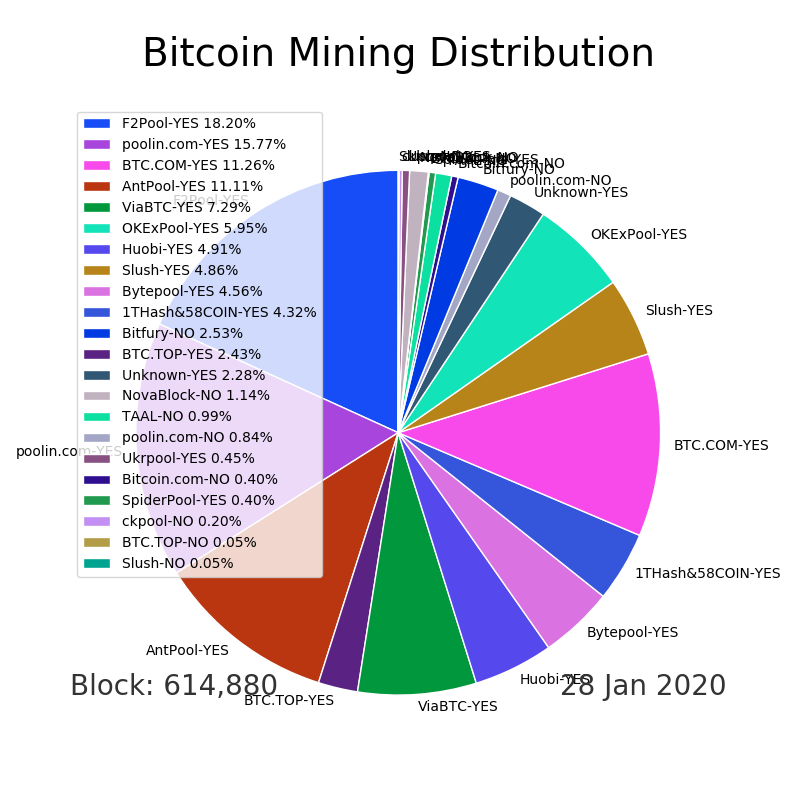 Bitcoin Mining Distribution
F2Pool-YES 18.20%
poolin.com-YES 15.77%
BTC.COM-YES 11.26%
AntPool-YES 11.11%
ViaBTC-YES 7.29%
OKExPool-YES 5.95%
Huobi-YES 4.91%
Slush-YES 4.86%
Bytepool-YES 4.56%
1THash&58COIN-YES 4.32%
Bitfury-NO 2.53%
BTC.TOP-YES 2.43%
Unknown-YES 2.28%
NovaBlock-NO 1.14%
TAAL-NO 0.99%
poolin.com-NO 0.84%
Ukrpool-YES 0.45%
Bitcoin.com-NO 0.40%
SpiderPool-YES 0.40%
ckpool-NO 0.20%
BTC.TOP-NO 0.05%
Slush-NO 0.05%
F2Pool-YES
poolin.com-YES
AntPool-YES
BTC.TOP-YES
ViaBTC-YES
Huobi-YES
Bytepool-YES
1THash&58COIN-YES
BTC.COM-YES
Slush-YES
OKExPool-YES
Unknown-YES
poolin.com-NO
Bitfury-NO
Bitcoin.com-NO
Block: 614,880
28 Jan 2020